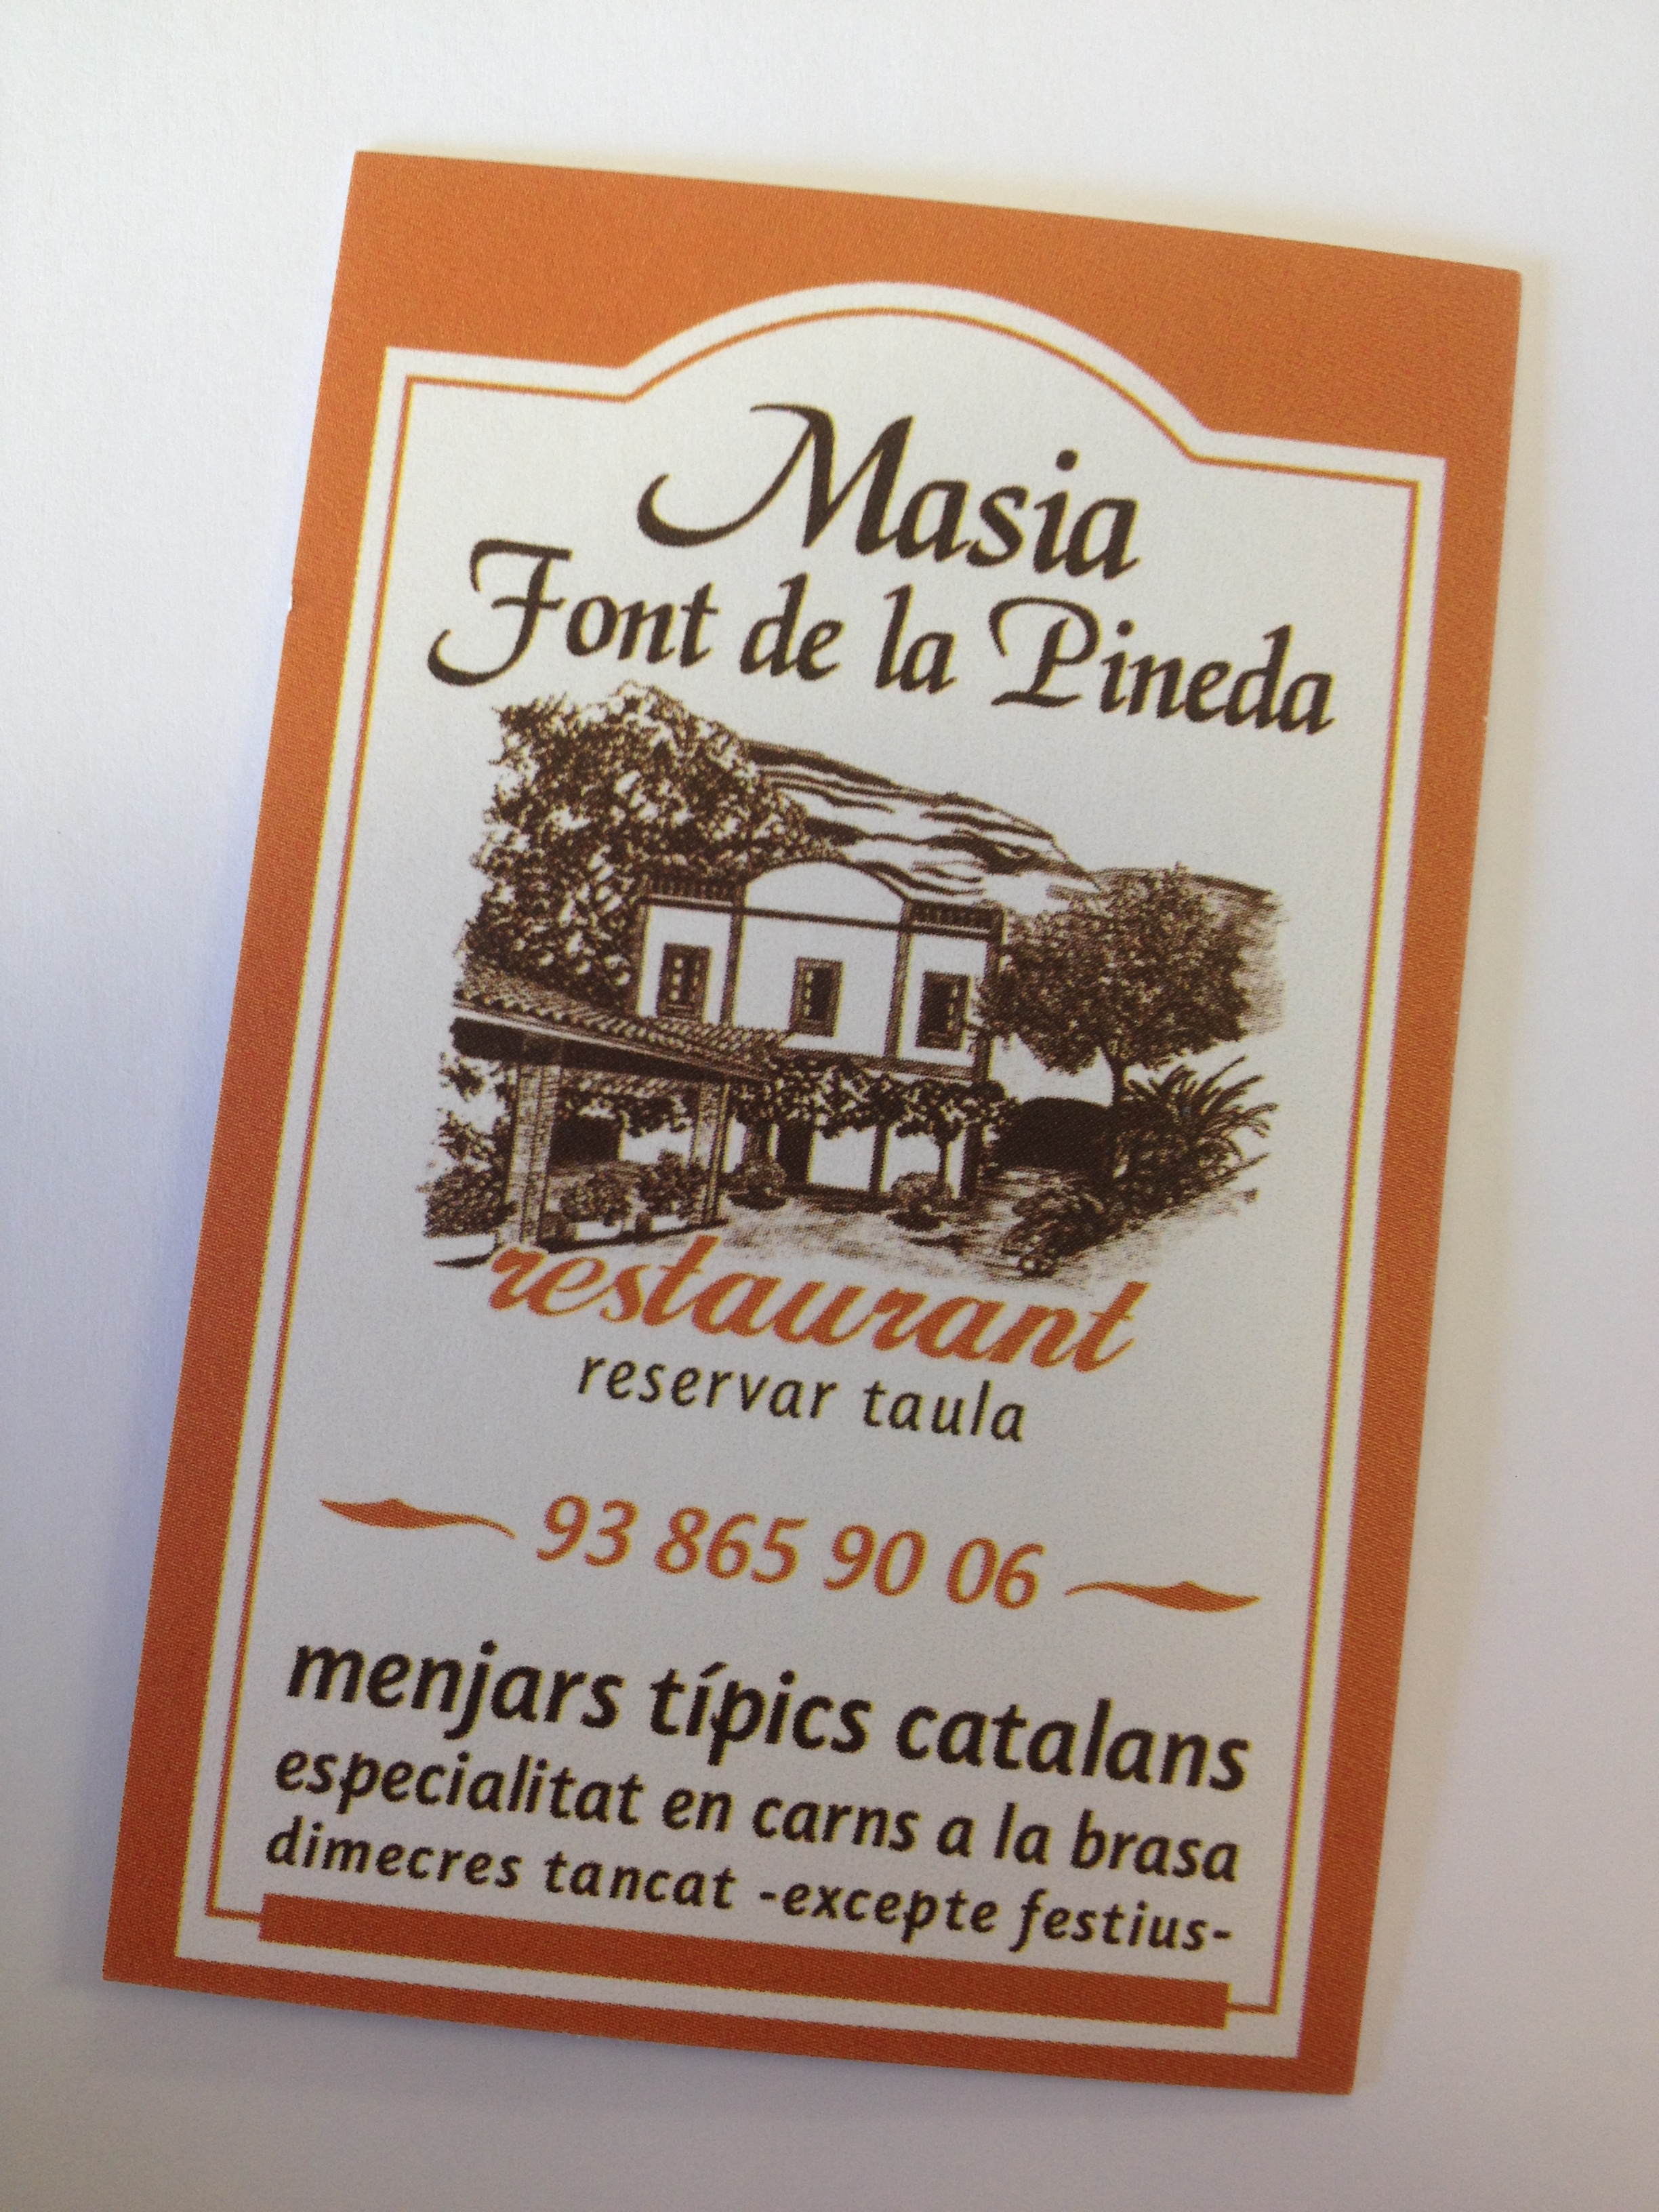 Masia
Font de la Pineda
restaurant
reservar taula
93 865 90 06
menjars típics catalans
especialitat en carns a la brasa
dimecres tancat -excepte festius-